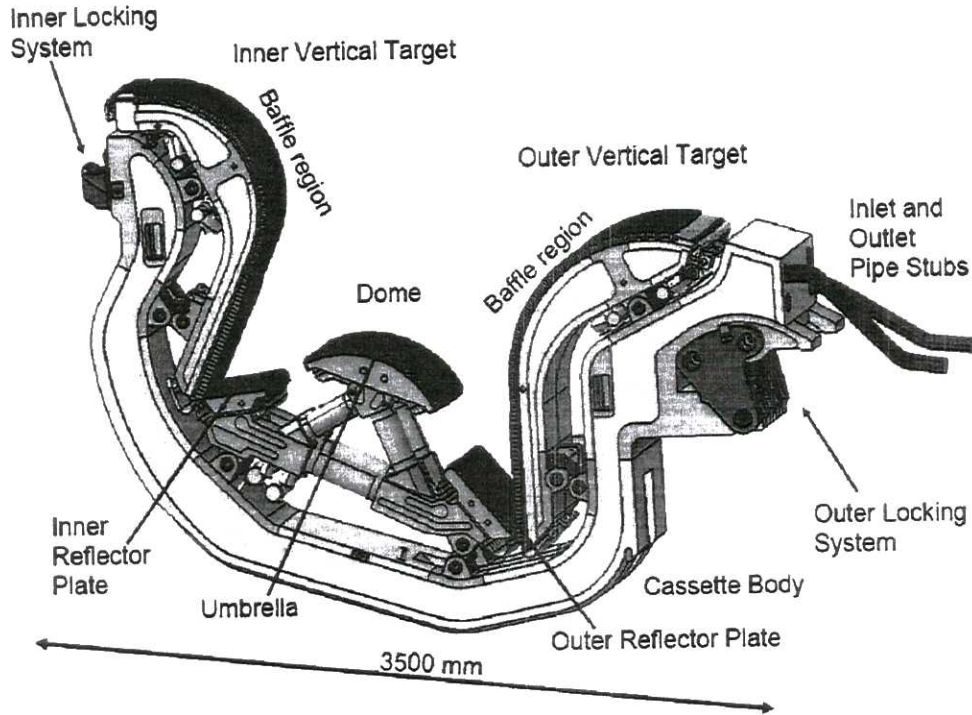 Inner Locking
System
Inner Vertical Target
Baffle region
Outer Vertical Target
Baffle region
Inlet and
Outlet
Pipe Stubs
Dome
Inner
Reflector
Plate
Umbrella
Outer Locking
System
Cassette Body
Outer Reflector Plate
3500 mm